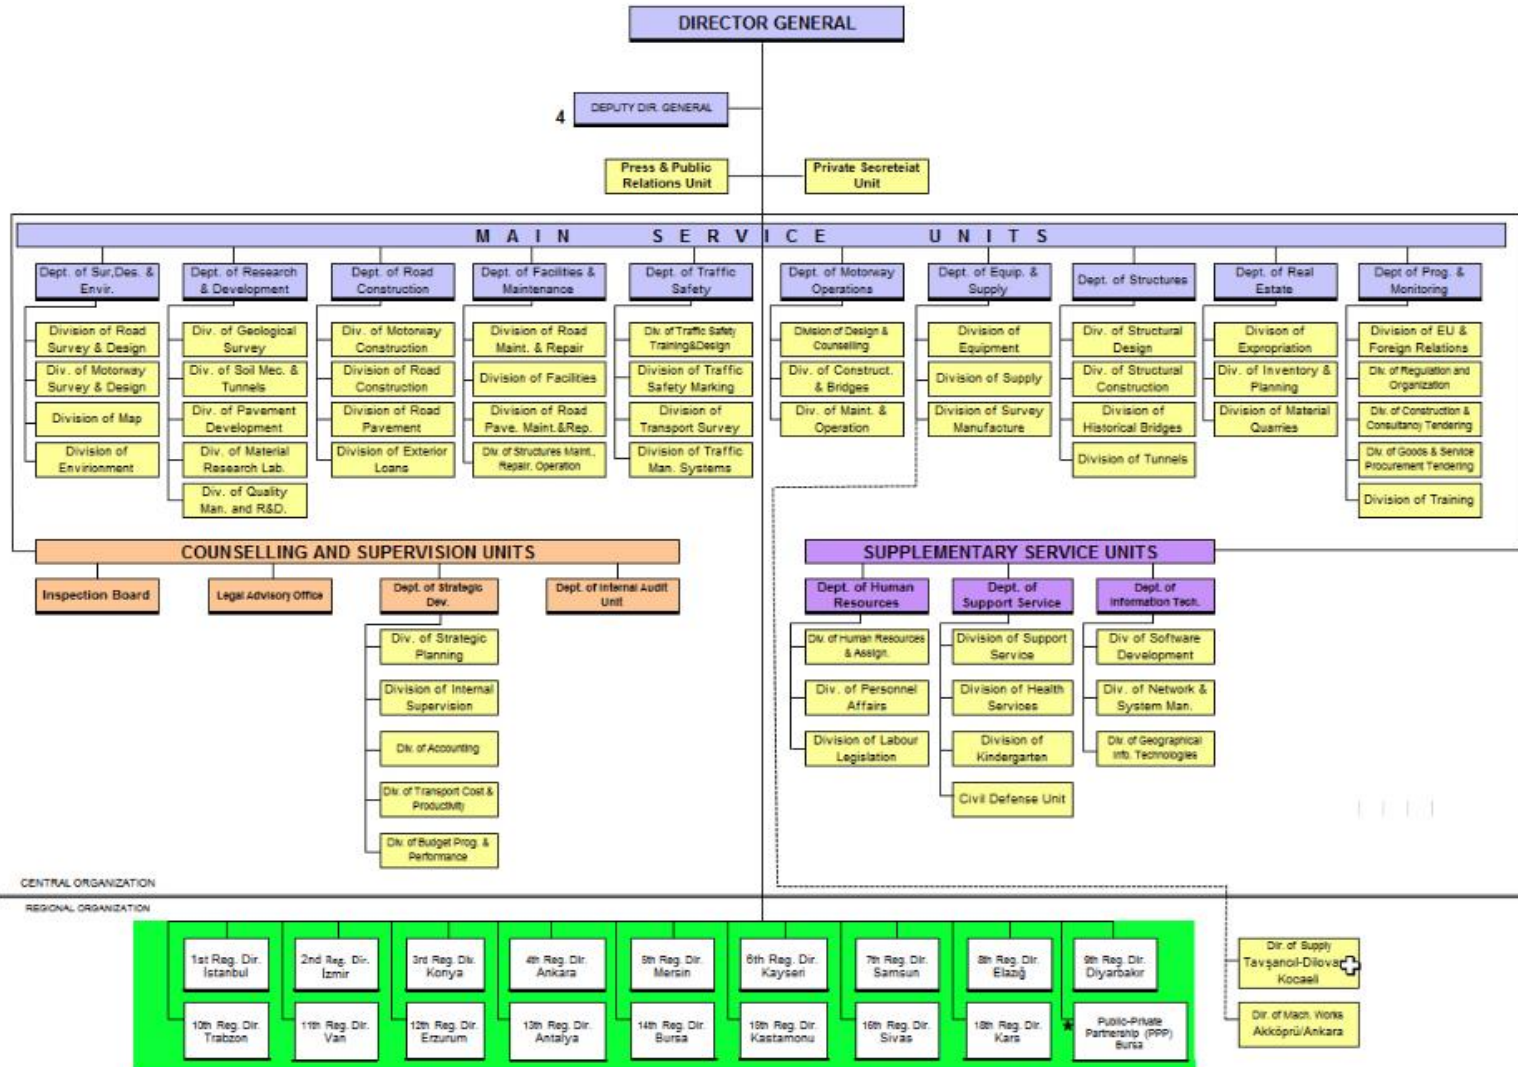 DIRECTOR GENERAL
4
DEPUTY DIR. GENERAL
Press & Public
Relations Unit
Private Secreteiat
Unit
MAIN SERVICE UNITS
Dept. of Sur,Des. &
Envir.
Division of Road
Survey & Design
Div. of Motorway
Survey & Design
Division of Map
Division of
Envirionment
Dept. of Research
& Development
Div. of Geological
Survey
Div. of Soil Mec. &
Tunnels
Div. of Pavement
Development
Div. of Material
Research Lab.
Div. of Quality
Man. and R&D.
Dept. of Road
Construction
Div. of Motorway
Construction
Division of Road
Construction
Division of Road
Pavement
Division of Exterior
Loans
Dept. of Facilities &
Maintenance
Division of Road
Maint. & Repair
Division of Facilities
Division of Road
Pave. Maint.&Rep.
Div. of Structures Maint.,
Repair, Operation
Dept. of Traffic
Safety
Div. of Traffic Safety
Training&Design
Division of Traffic
Safety Marking
Division of
Transport Survey
Division of Traffic
Man. Systems
Dept. of Motorway
Operations
Division of Design &
Counselling
Div. of Construct.
& Bridges
Div. of Maint. &
Operation
Dept. of Equip. &
Supply
Division of
Equipment
Division of Supply
Division of Survey
Manufacture
Dept. of Structures
Div. of Structural
Design
Div. of Structural
Construction
Division of
Historical Bridges
Division of Tunnels
Dept. of Real
Estate
Divison of
Expropriation
Div. of Inventory &
Planning
Division of Material
Quarries
Dept of Prog. &
Monitoring
Division of EU &
Foreign Relations
Div. of Regulation and
Organization
Div. of Construction &
Consultancy Tendering
Div. of Goods & Service
Procurement Tendering
Division of Training
COUNSELLING AND SUPERVISION UNITS
Inspection Board
Legal Advisory Office
Dept. of Strategic
Dev.
Div. of Strategic
Planning
Division of Internal
Supervision
Div. of Accounting
Div. of Transport Cost &
Productivity
Div. of Budget Prog. &
Performance
Dept. of Internal Audit
Unit
SUPPLEMENTARY SERVICE UNITS
Dept. of Human
Resources
Div. of Human Resources
& Assign.
Div. of Personnel
Affairs
Division of Labour
Legislation
Dept. of
Support Service
Division of Support
Service
Division of Health
Services
Division of
Kindergarten
Civil Defense Unit
Dept. of
Information Tech.
Div of Software
Development
Div. of Network &
System Man.
Div. of Geographical
Info. Technologies
CENTRAL ORGANIZATION
REGIONAL ORGANIZATION
1st Reg. Dir.
İstanbul
2nd Reg. Dir.
İzmir
3rd Reg. Div.
Konya
4th Reg. Dir.
Ankara
5th Reg. Dir.
Mersin
6th Reg. Dir.
Kayseri
7th Reg. Dir.
Samsun
8th Reg. Dir.
Elazığ
9th Reg. Dir.
Diyarbakır
10th Reg. Dir.
Trabzon
11th Reg. Dir.
Van
12th Reg. Dir.
Erzurum
13th Reg. Dir.
Antalya
14th Reg. Dir.
Bursa
15th Reg. Dir.
Kastamonu
16th Reg. Dir.
Sivas
18th Reg. Dir.
Kars
Public-Private
Partnership (PPP)
Bursa
Dir. of Supply
Tavşancıl-Dilova
Kocaeli
Dir. of Mach. Works
Akköprü/Ankara